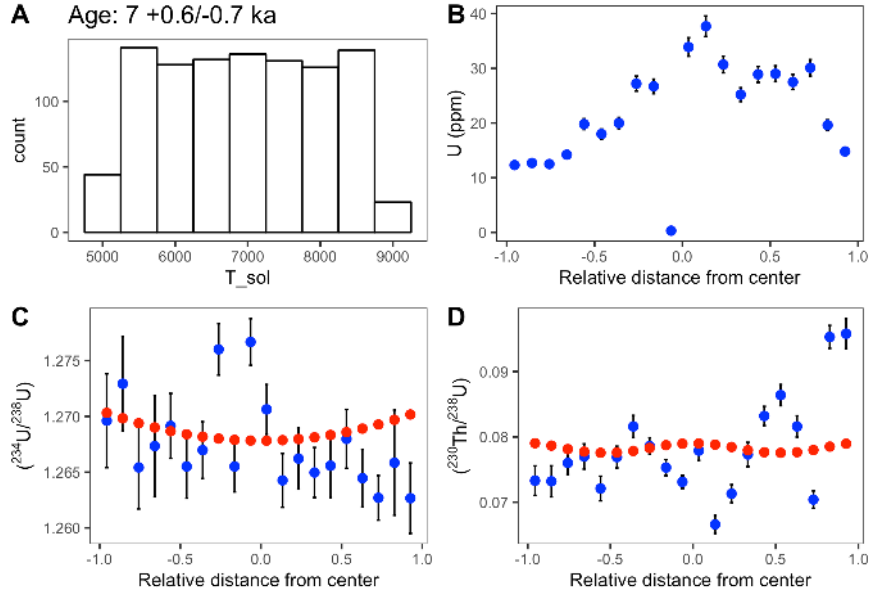 A Age: 7 +0.6/-0.7 ka
count
100
50
0
5000 6000 7000 8000 9000
T_sol
B
U (ppm)
40
30
20
10
0
-1.0 -0.5 0.0 0.5 1.0
Relative distance from center
C
(²³⁴U/²³⁸U)
1.275
1.270
1.265
1.260
-1.0 -0.5 0.0 0.5 1.0
Relative distance from center
D
(²³⁰Th/²³⁸U)
0.09
0.08
0.07
-1.0 -0.5 0.0 0.5 1.0
Relative distance from center